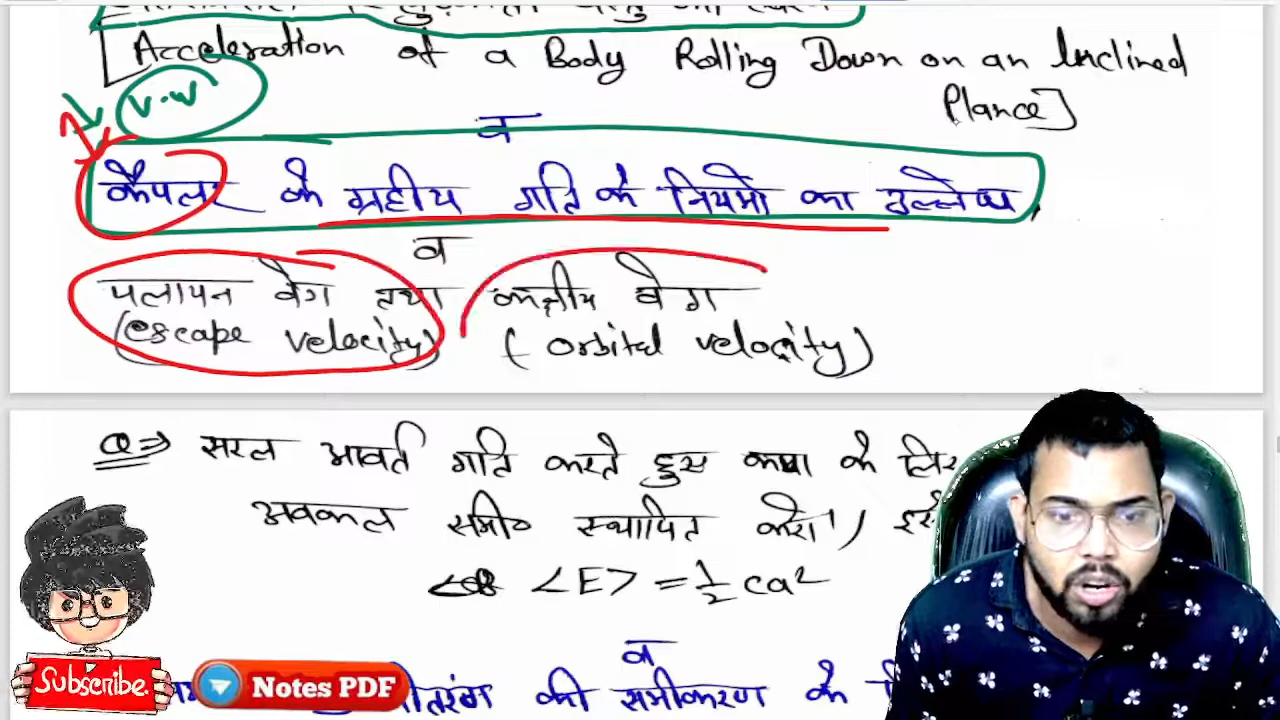 Acceleration of a Body Rolling Down on an Inclined
Plance]
V.V
व
कैपलर के ग्रहीय गति के नियमो का उल्लेख
व
पलायन वेग तथा कक्षीय वेग
(escape velocity) (orbital velocity)
Q⇒ सरल आवर्त गति करते हुए के
अवकल समी० स्थापित करो।
<E> = 1/2 ca²
व
की समीकरण के
Subscribe.
Notes PDF